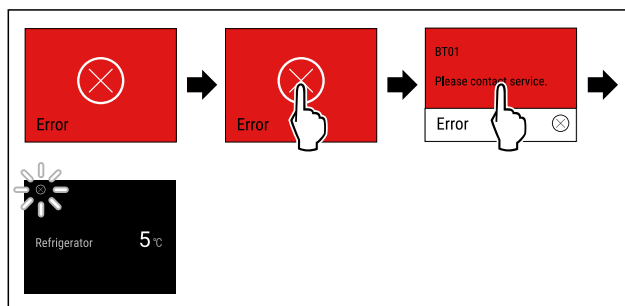 Error
Error
BT01
Please contact service.
Error
Refrigerator 5 °C